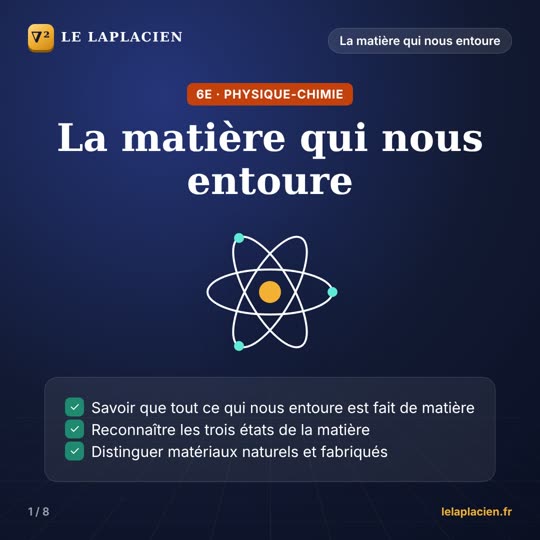 ∇² LE LAPLACIEN
La matière qui nous entoure
6E · PHYSIQUE-CHIMIE
La matière qui nous
entoure
Savoir que tout ce qui nous entoure est fait de matière
Reconnaître les trois états de la matière
Distinguer matériaux naturels et fabriqués
1 / 8
lelaplacien.fr